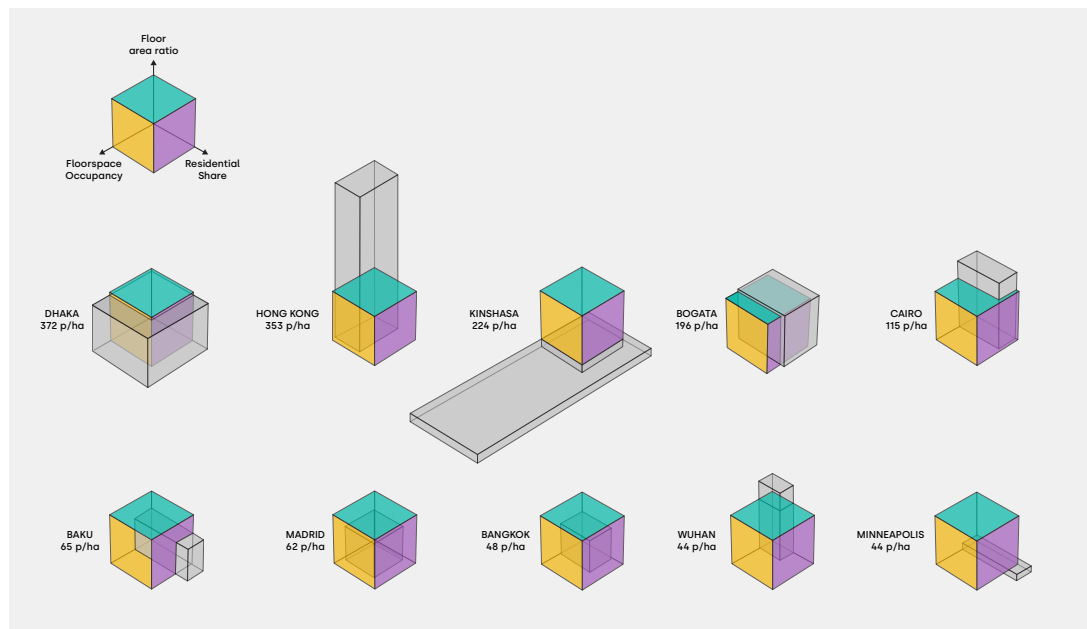 Floor
area ratio
Floorspace
Occupancy
Residential
Share
DHAKA
372 p/ha
HONG KONG
353 p/ha
KINSHASA
224 p/ha
BOGATA
196 p/ha
CAIRO
115 p/ha
BAKU
65 p/ha
MADRID
62 p/ha
BANGKOK
48 p/ha
WUHAN
44 p/ha
MINNEAPOLIS
44 p/ha